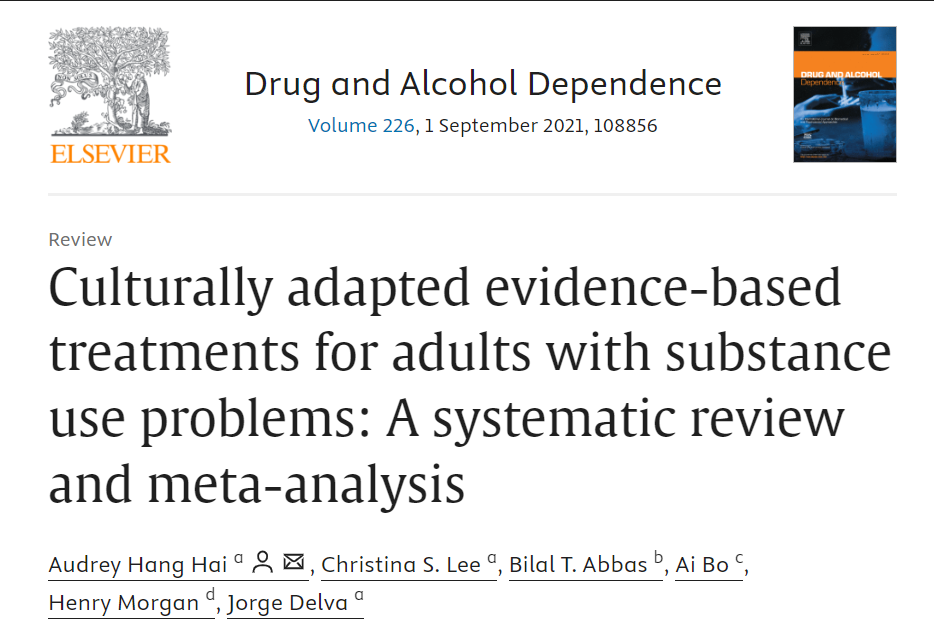 ELSEVIER
Drug and Alcohol Dependence
Volume 226, 1 September 2021, 108856
DRUG AND ALCOHOL
Dependence
Review
Culturally adapted evidence-based
treatments for adults with substance
use problems: A systematic review
and meta-analysis
Audrey Hang Hai a, Christina S. Lee a, Bilal T. Abbas b, Ai Bo c,
Henry Morgan d, Jorge Delva a